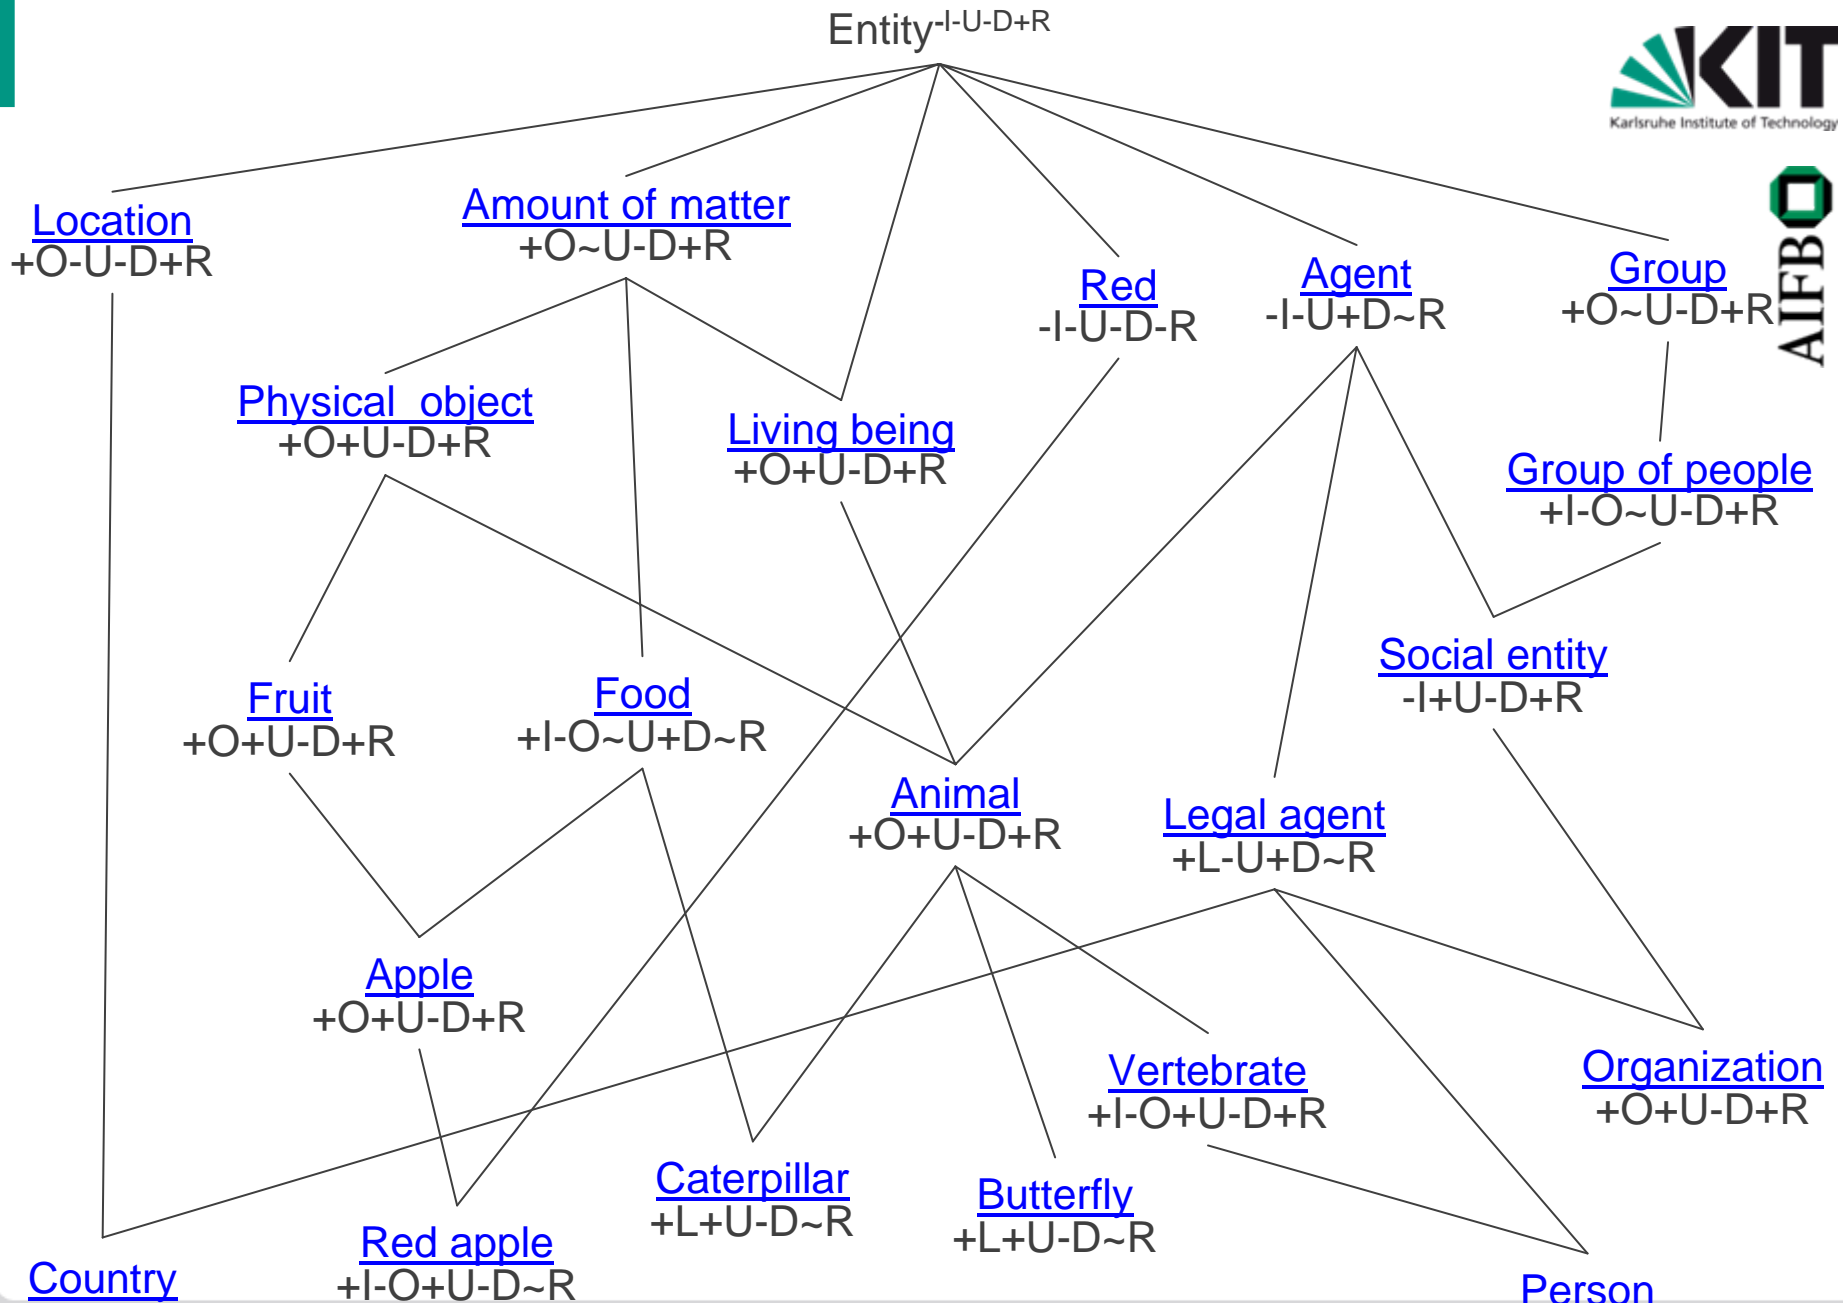 Entity-I-U-D+R
KIT
Karlsruhe Institute of Technology
AIFB
Location
+O-U-D+R
Amount of matter
+O~U-D+R
Red
-I-U-D-R
Agent
-I-U+D~R
Group
+O~U-D+R
Physical object
+O+U-D+R
Living being
+O+U-D+R
Group of people
+I-O~U-D+R
Fruit
+O+U-D+R
Food
+I-O~U+D~R
Social entity
-I+U-D+R
Animal
+O+U-D+R
Legal agent
+L-U+D~R
Apple
+O+U-D+R
Vertebrate
+I-O+U-D+R
Organization
+O+U-D+R
Caterpillar
+L+U-D~R
Butterfly
+L+U-D~R
Country
Red apple
+I-O+U-D~R
Person